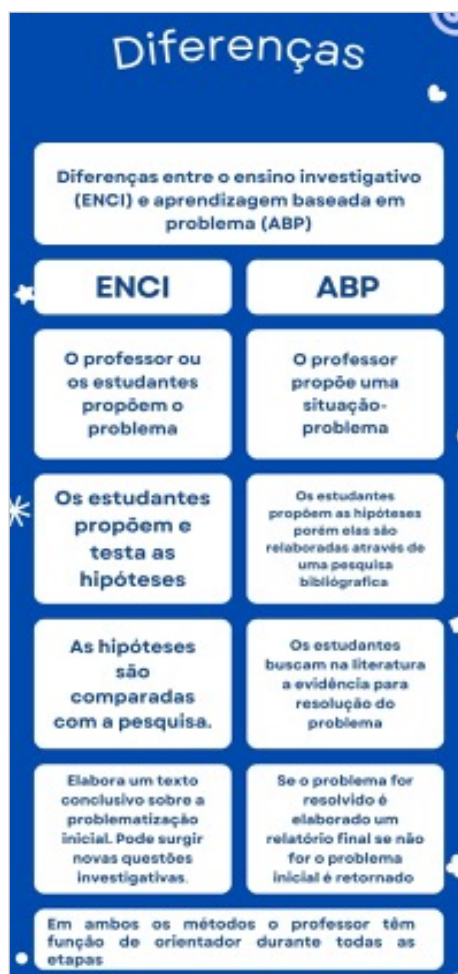 Diferenças
Diferenças entre o ensino investigativo
(ENCI) e aprendizagem baseada em
problema (ABP)
ENCI
ABP
O professor ou
os estudantes
propõem o
problema
O professor
propõe uma
situação-
problema
Os estudantes
propõem e
testa as
hipóteses
Os estudantes
propõem as hipóteses
porém elas são
relaboradas através de
uma pesquisa
bibliógrafica
As hipóteses
são
comparadas
com a pesquisa.
Os estudantes
buscam na literatura
a evidência para
resolução do
problema
Elabora um texto
conclusivo sobre a
problematização
inicial. Pode surgir
novas questões
investigativas.
Se o problema for
resolvido é
elaborado um
relatório final se não
for o problema
inicial é retornado
Em ambos os métodos o professor têm
função de orientador durante todas as
etapas